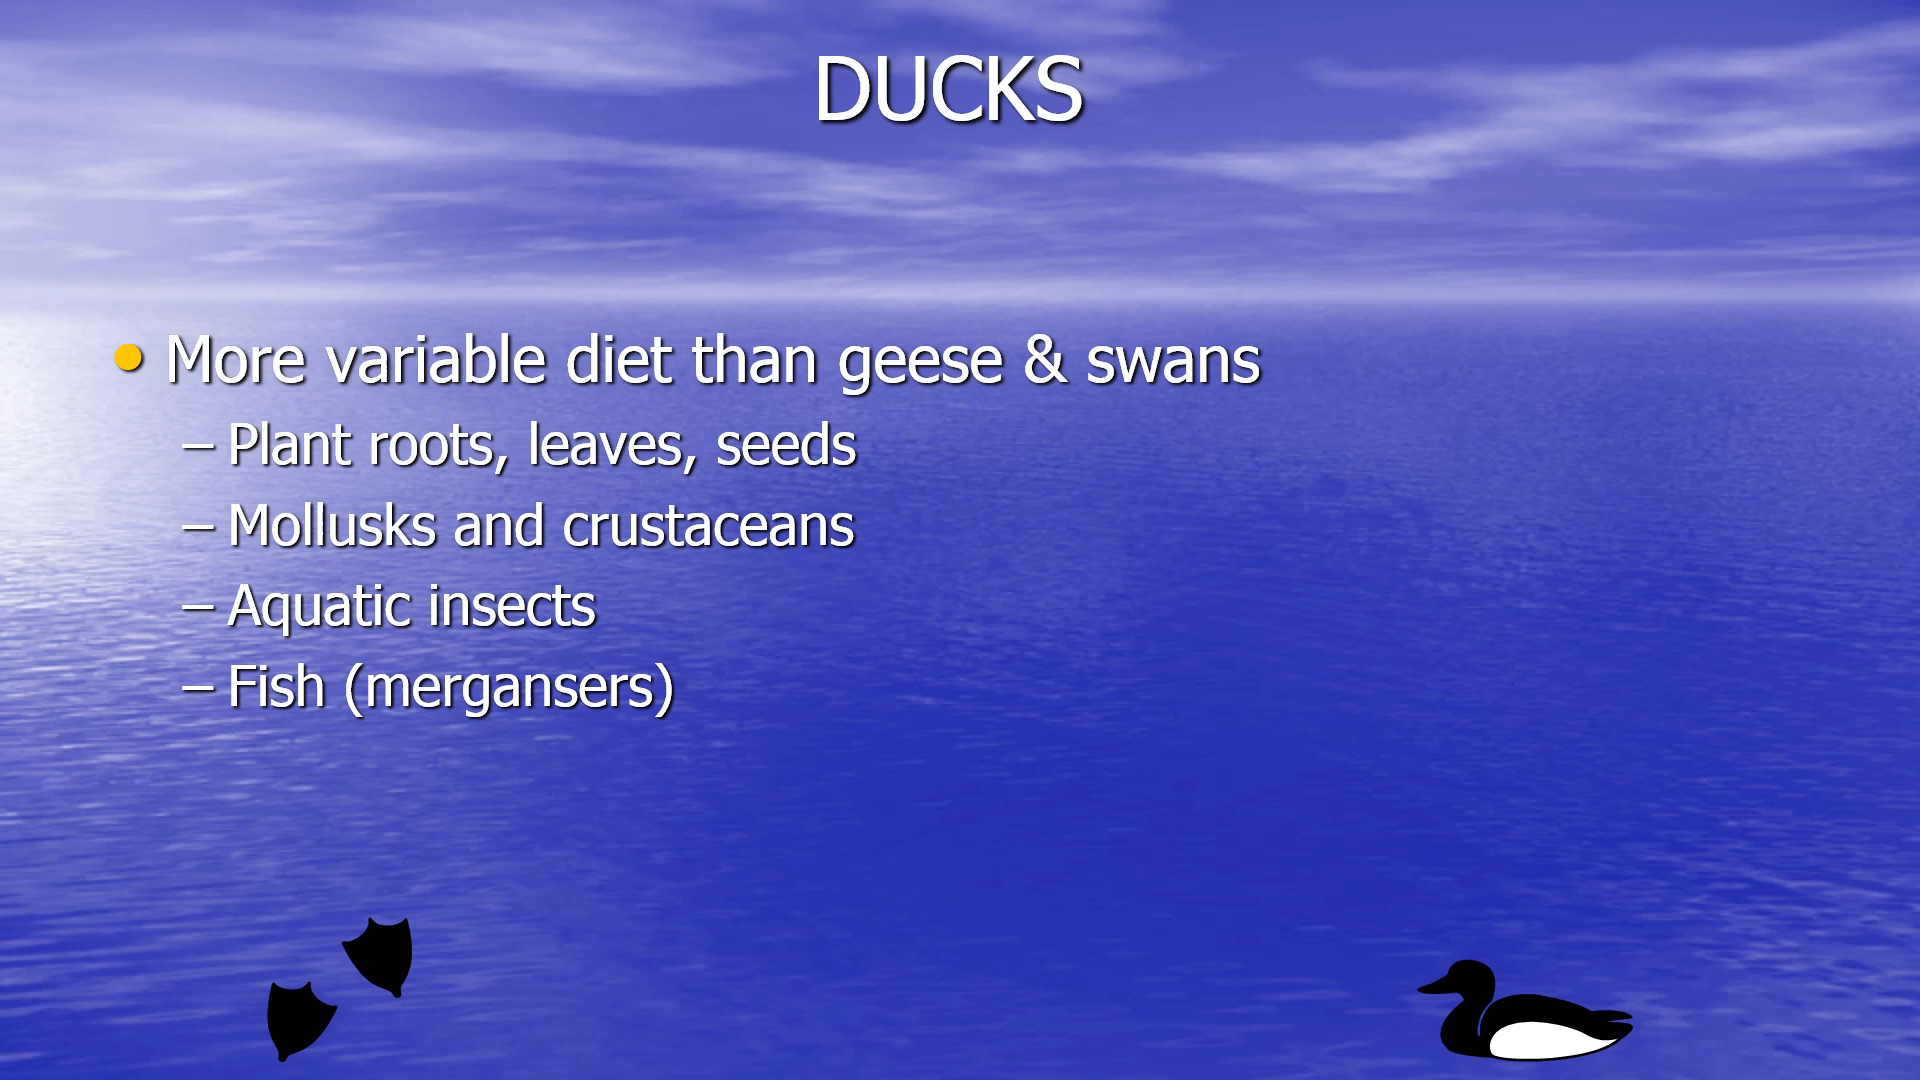 DUCKS
• More variable diet than geese & swans
– Plant roots, leaves, seeds
– Mollusks and crustaceans
– Aquatic insects
– Fish (mergansers)